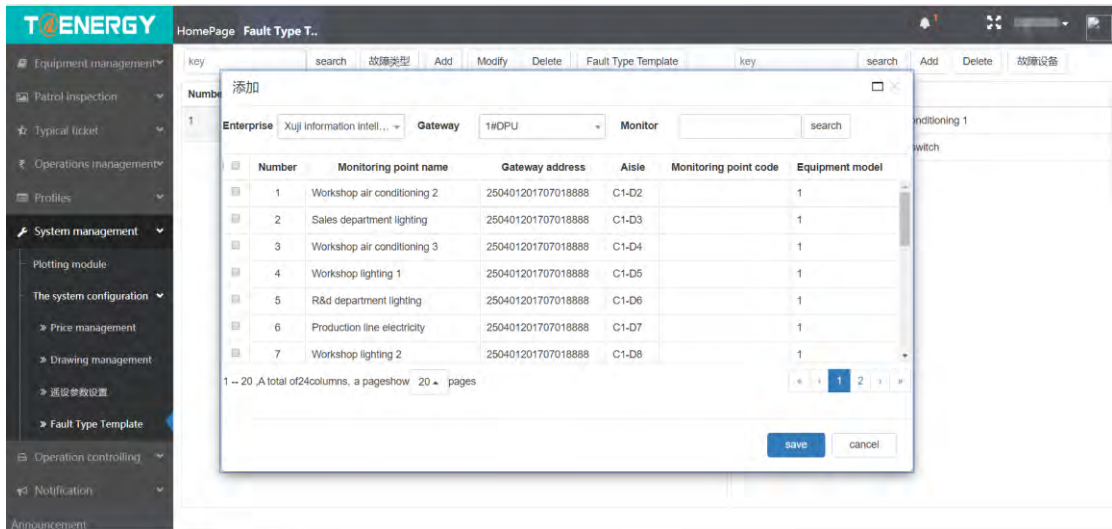 T@ENERGY HomePage Fault Type T.. 1
Equipment management key search 故障类型 Add Modify Delete Fault Type Template key search Add Delete 故障设备
Patrol inspection Numbe 添加
1 Enterprise Xuji information intelli... Gateway 1#DPU Monitor search onditioning 1
Typical ticket switch
Operations management Number Monitoring point name Gateway address Aisle Monitoring point code Equipment model
Profiles 1 Workshop air conditioning 2 250401201707018888 C1-D2 1
System management 2 Sales department lighting 250401201707018888 C1-D3 1
3 Workshop air conditioning 3 250401201707018888 C1-D4 1
Plotting module 4 Workshop lighting 1 250401201707018888 C1-D5 1
The system configuration 5 R&d department lighting 250401201707018888 C1-D6 1
» Price management 6 Production line electricity 250401201707018888 C1-D7 1
» Drawing management 7 Workshop lighting 2 250401201707018888 C1-D8 1
1 -- 20 ,A total of24columns, a pageshow 20 pages « ‹ 1 2 › »
» 遥设参数设置
» Fault Type Template
save cancel
Operation controlling
Notification
Announcement